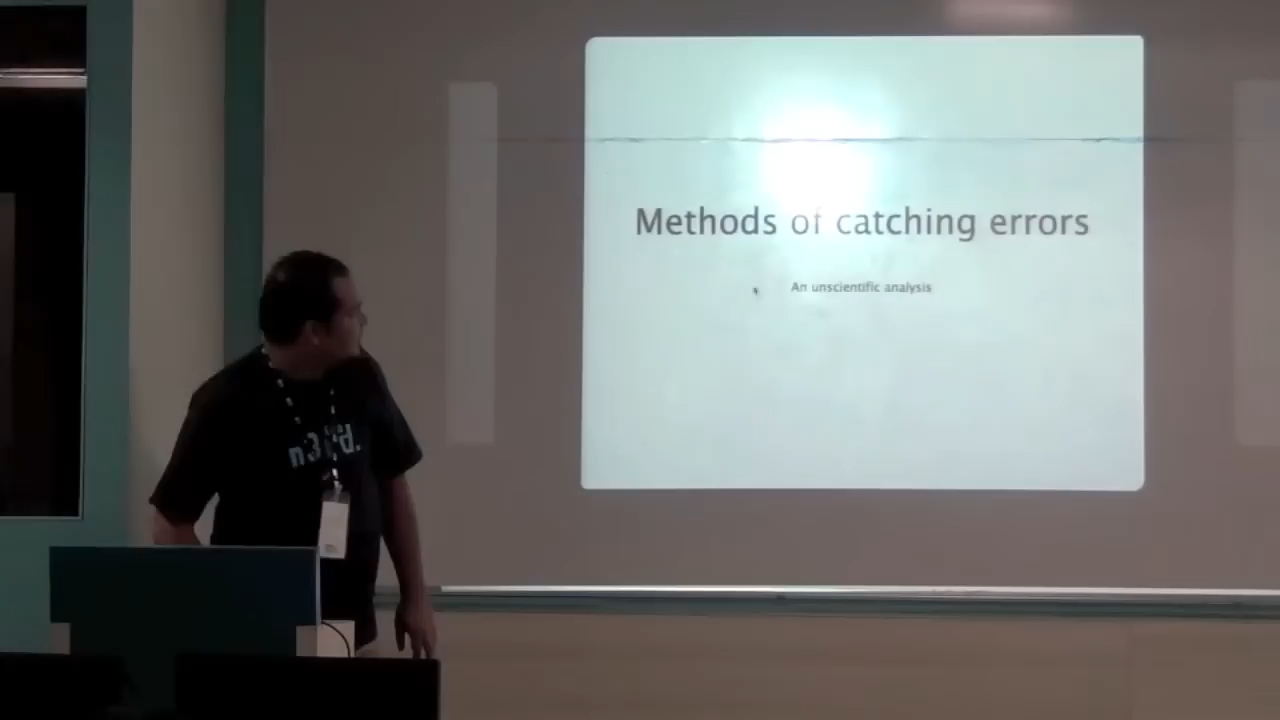 Methods of catching errors
An unscientific analysis